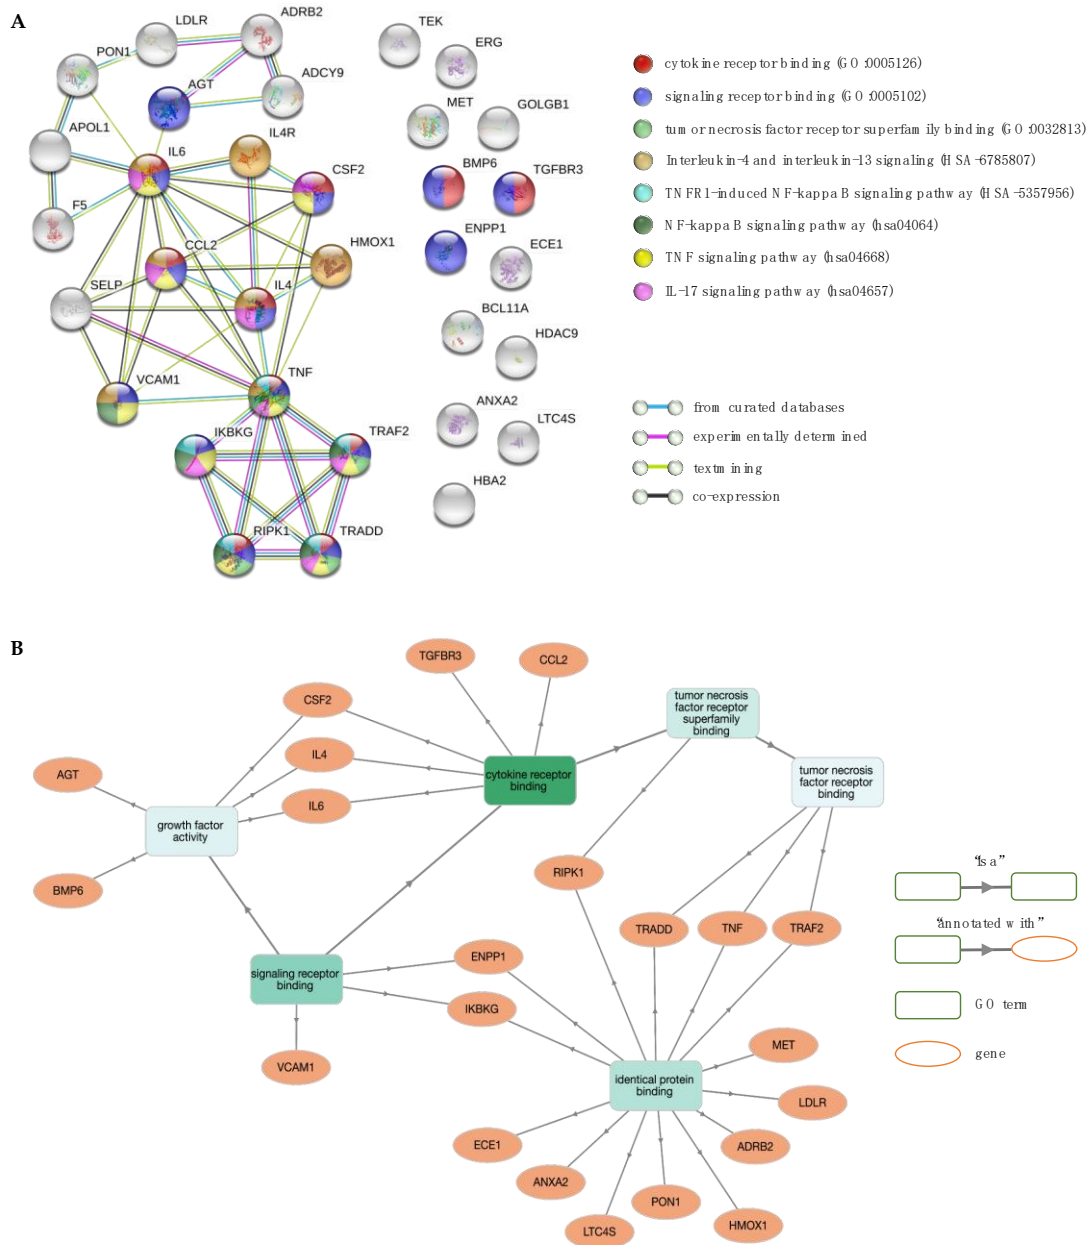 A
LDLR
ADRB2
TEK
ERG
PON1
AGT
ADCY9
MET
GOLGB1
APOL1
IL6
IL4R
CSF2
BMP6
TGFBR3
F5
CCL2
HMOX1
ENPP1
ECE1
SELP
IL4
BCL11A
HDAC9
VCAM1
TNF
ANXA2
LTC4S
IKBKG
TRAF2
HBA2
RIPK1
TRADD
cytokine receptor binding (GO:0005126)
signaling receptor binding (GO:0005102)
tumor necrosis factor receptor superfamily binding (GO:0032813)
Interleukin-4 and interleukin-13 signaling (HSA-6785807)
TNFR1-induced NF-kappa B signaling pathway (HSA-5357956)
NF-kappa B signaling pathway (hsa04064)
TNF signaling pathway (hsa04668)
IL-17 signaling pathway (hsa04657)
from curated databases
experimentally determined
textmining
co-expression
B
TGFBR3
CCL2
CSF2
tumor necrosis
factor receptor
superfamily
binding
IL4
AGT
cytokine receptor
binding
tumor necrosis
factor receptor
binding
IL6
growth factor
activity
BMP6
RIPK1
TRADD
TNF
TRAF2
ENPP1
signaling receptor
binding
IKBKG
VCAM1
MET
identical protein
binding
LDLR
ECE1
ADRB2
ANXA2
PON1
LTC4S
HMOX1
“Isa”
“annotated with”
GO term
gene